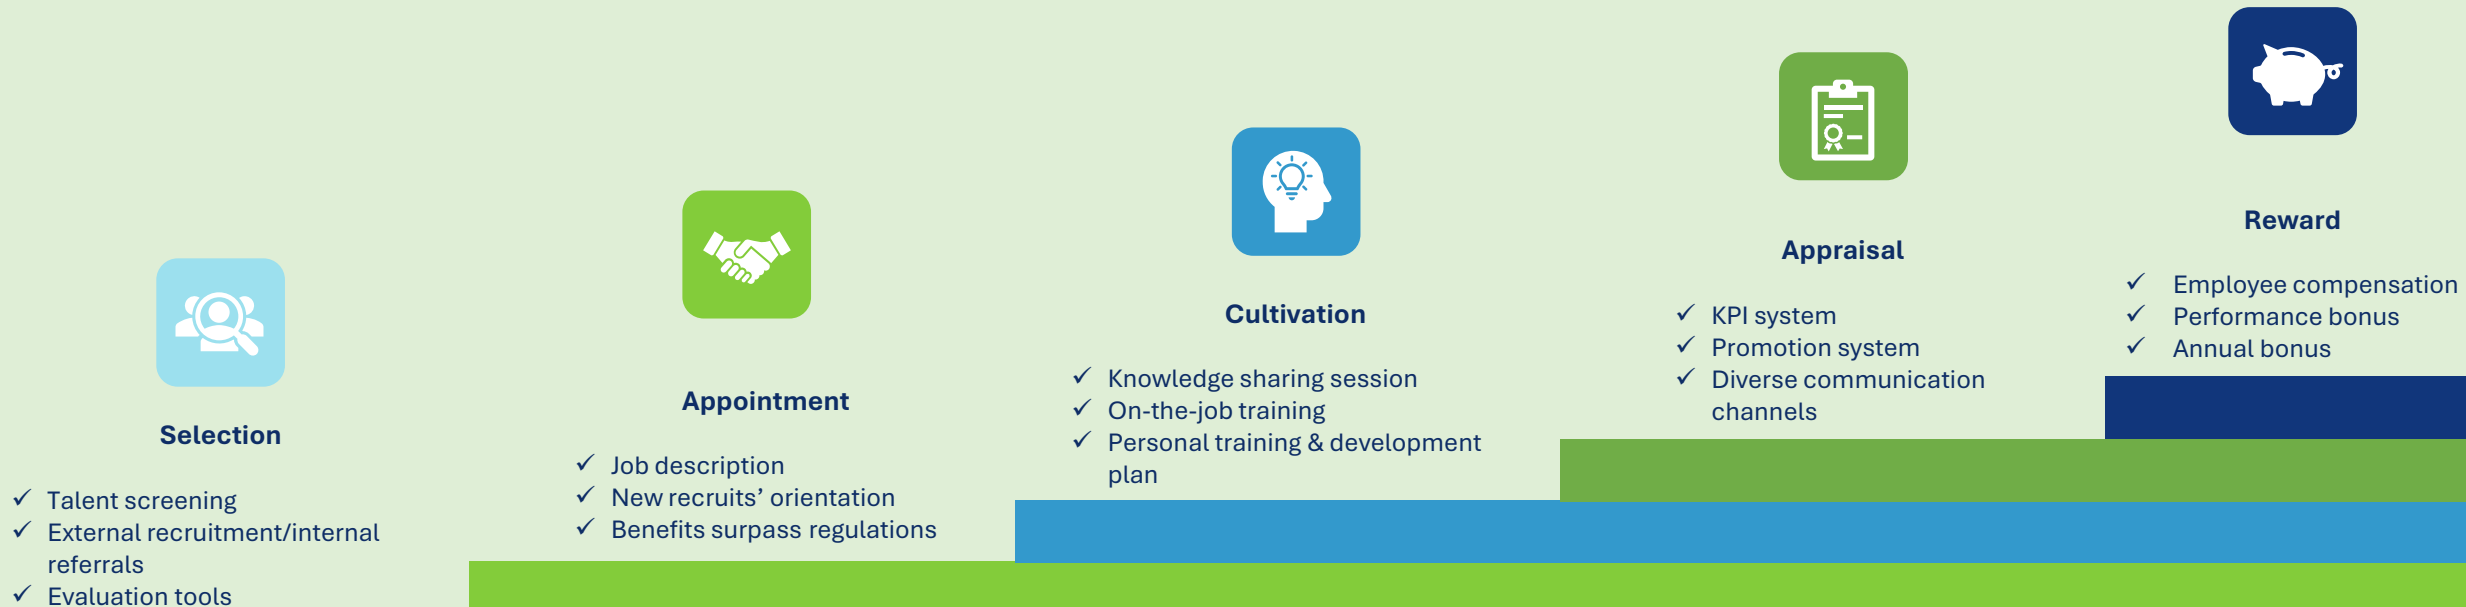 Selection
✓ Talent screening
✓ External recruitment/internal
referrals
✓ Evaluation tools
Appointment
✓ Job description
✓ New recruits’ orientation
✓ Benefits surpass regulations
Cultivation
✓ Knowledge sharing session
✓ On-the-job training
✓ Personal training & development
plan
Appraisal
✓ KPI system
✓ Promotion system
✓ Diverse communication
channels
Reward
✓ Employee compensation
✓ Performance bonus
✓ Annual bonus